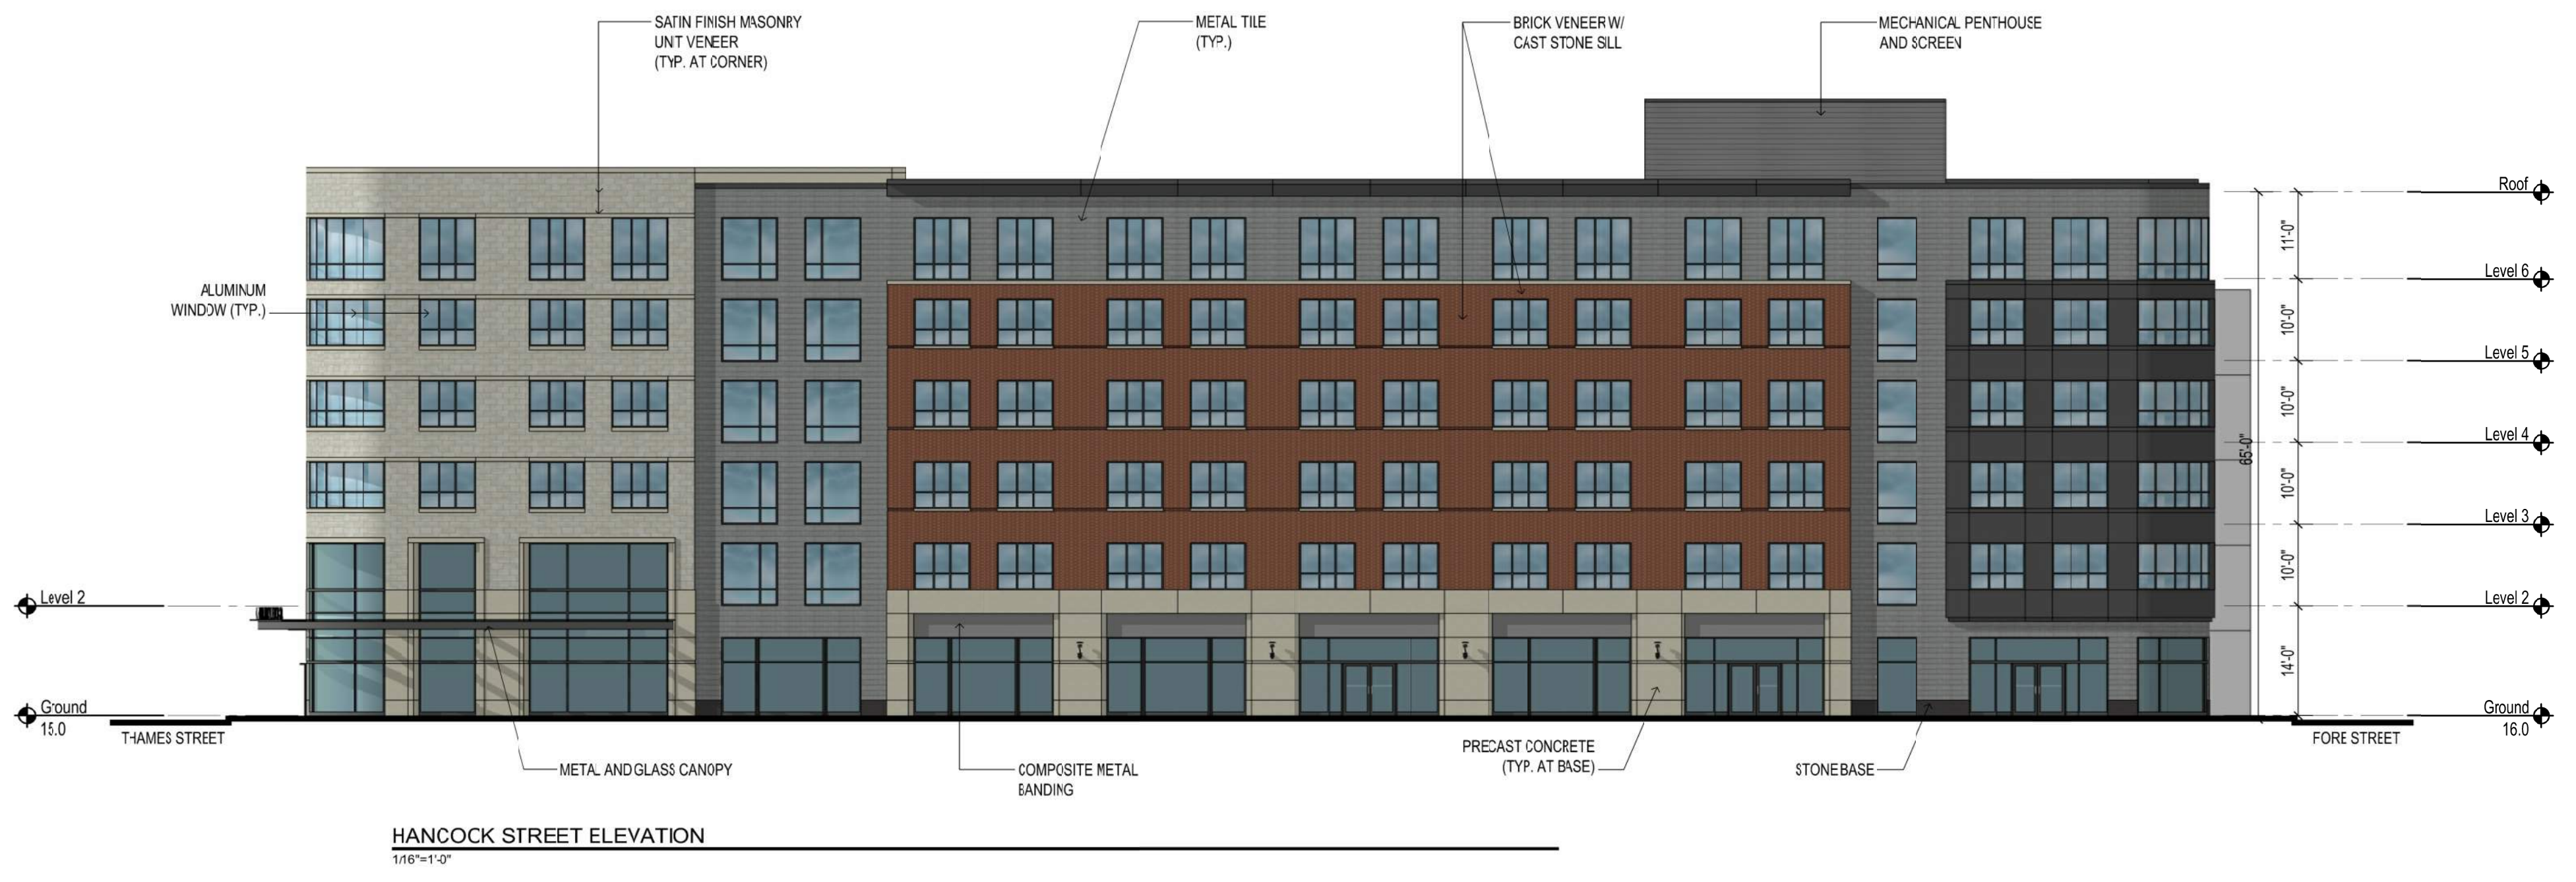 SATIN FINISH MASONRY
UNIT VENEER
(TYP. AT CORNER)
METAL TILE
(TYP.)
BRICK VENEER W/
CAST STONE SILL
MECHANICAL PENTHOUSE
AND SCREEN
ALUMINUM
WINDOW (TYP.)
Roof
11'-0"
Level 6
10'-0"
Level 5
10'-0"
Level 4
65'-0"
10'-0"
Level 3
10'-0"
Level 2
Level 2
14'-0"
Ground
15.0
Ground
16.0
THAMES STREET
FORE STREET
METAL AND GLASS CANOPY
COMPOSITE METAL
BANDING
PRECAST CONCRETE
(TYP. AT BASE)
STONE BASE
HANCOCK STREET ELEVATION
1/16"=1'-0"